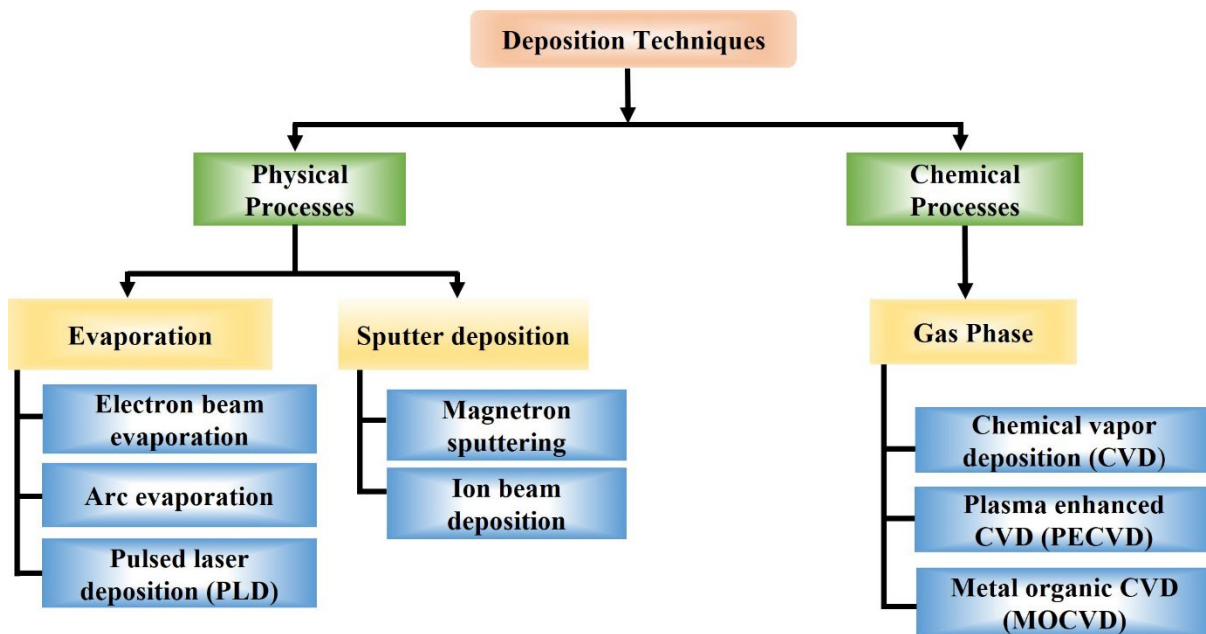 Deposition Techniques
Physical
Processes
Chemical
Processes
Evaporation
Sputter deposition
Gas Phase
Electron beam
evaporation
Arc evaporation
Pulsed laser
deposition (PLD)
Magnetron
sputtering
Ion beam
deposition
Chemical vapor
deposition (CVD)
Plasma enhanced
CVD (PECVD)
Metal organic CVD
(MOCVD)